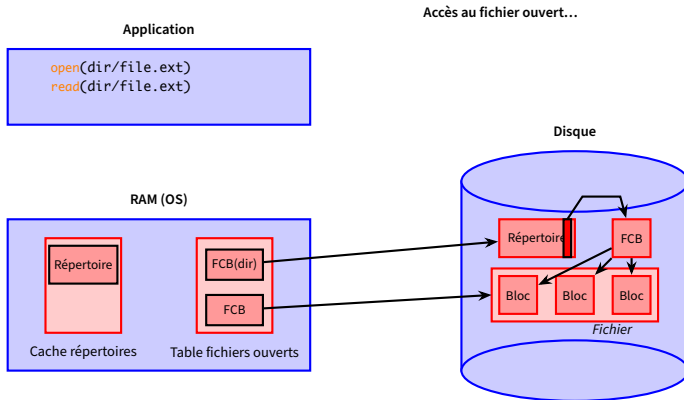 Accès au fichier ouvert…
Application
open(dir/file.ext)
read(dir/file.ext)
Disque
RAM (OS)
Répertoire
FCB(dir)
FCB
Cache répertoires
Table fichiers ouverts
Répertoire
FCB
Bloc
Bloc
Bloc
Fichier